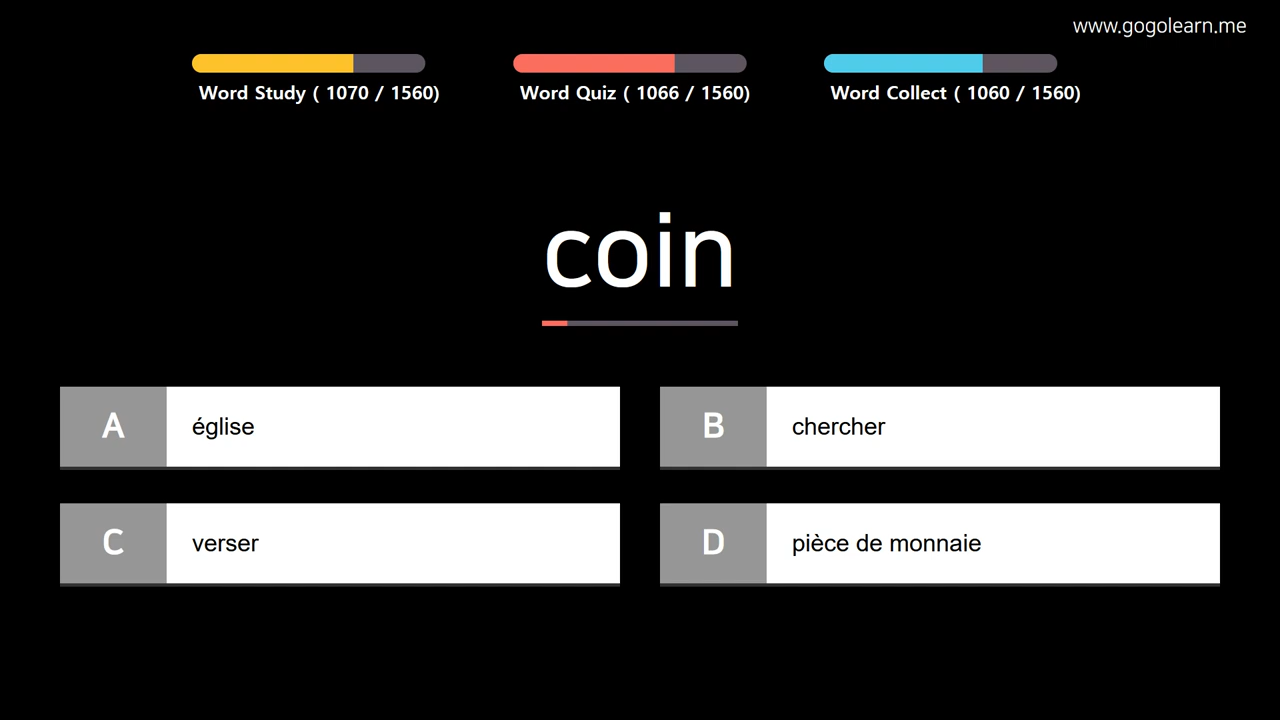 www.gogolearn.me
Word Study ( 1070 / 1560)
Word Quiz ( 1066 / 1560)
Word Collect ( 1060 / 1560)
coin
A église
B chercher
C verser
D pièce de monnaie